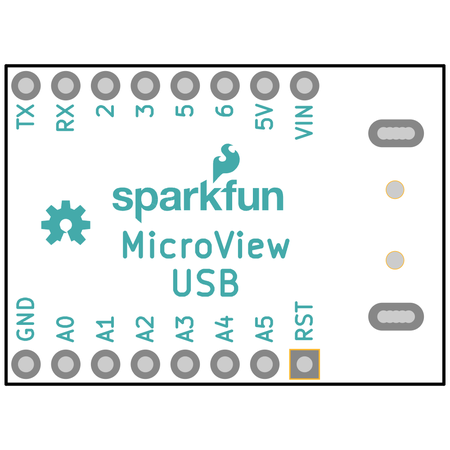 TX RX 2 3 5 6 5V VIN
sparkfun
MicroView
USB
GND A0 A1 A2 A3 A4 A5 RST